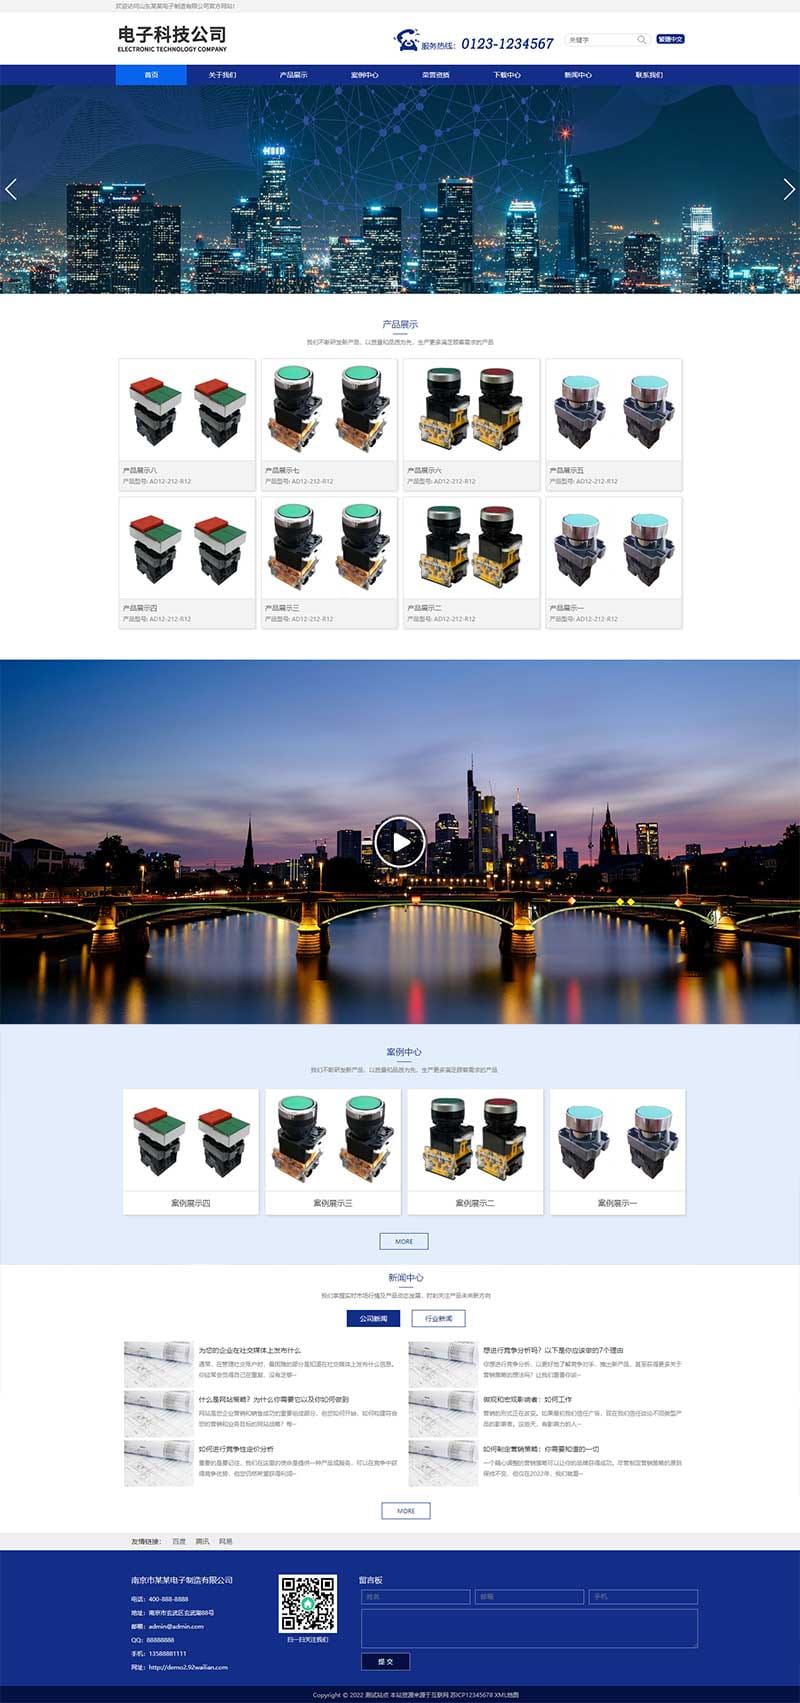 欢迎访问山东某某电子制造有限公司官方网站!
电子科技公司
ELECTRONIC TECHNOLOGY COMPANY
服务热线: 0123-1234567
关键字
繁體中文
首页 关于我们 产品展示 案例中心 荣誉资质 下载中心 新闻中心 联系我们
产品展示
我们不断研发新产品、以质量和品质为先，生产更多满足顾客需求的产品
产品展示八 产品展示七 产品展示六 产品展示五
产品型号: AD12-212-R12 产品型号: AD12-212-R12 产品型号: AD12-212-R12 产品型号: AD12-212-R12
产品展示四 产品展示三 产品展示二 产品展示一
产品型号: AD12-212-R12 产品型号: AD12-212-R12 产品型号: AD12-212-R12 产品型号: AD12-212-R12
案例中心
我们不断研发新产品、以质量和品质为先，生产更多满足顾客需求的产品
案例展示四 案例展示三 案例展示二 案例展示一
MORE
新闻中心
我们掌握实时市场行情及产品动态发展，时刻关注产品未来新方向
公司新闻 行业新闻
为您的企业在社交媒体上发布什么
通常，在管理社交账户时，最困难的部分是知道在社交媒体上发布什么信息。
你经常会觉得自己在重复，没有足够~
想进行竞争分析吗？以下是你应该做的7个理由
你想进行竞争分析，以更好地了解竞争对手、推出新产品，甚至获得更多关于
营销策略的想法吗？让我们面对你说~
什么是网站策略？为什么你需要它以及你如何做到
网站是您企业营销和销售成功的重要组成部分。但您如何开始，如何构建符合
您的营销和业务目标的网站战略？每~
做观和宏观影响者：如何工作
营销的形式正在改变。如果最初我们信任广告，现在我们信任谈论不同类型产
品的影响者。这些天，有影响力的人~
如何进行竞争性定价分析
重要的是要记住，我们在这里的使命是提供一种产品或服务，可以在竞争中获
得竞争优势，但您仍然希望获得利润~
如何制定营销策略：你需要知道的一切
一个精心调整的营销策略可以让你的品牌获得成功。尽管制定营销策略的原则
保持不变，但仅在2022年，我们就看~
MORE
友情链接： 百度 腾讯 网易
南京市某某电子制造有限公司
电话：400-888-8888
地址：南京市玄武区玄武湖88号
邮箱：admin@admin.com
QQ：88888888
手机：13588881111
网址：http://demo2.92wailian.com
扫一扫关注我们
留言板
姓名 邮箱 手机
提 交
Copyright © 2022 测试站点 本站资源来源于互联网 苏ICP12345678 XML地图